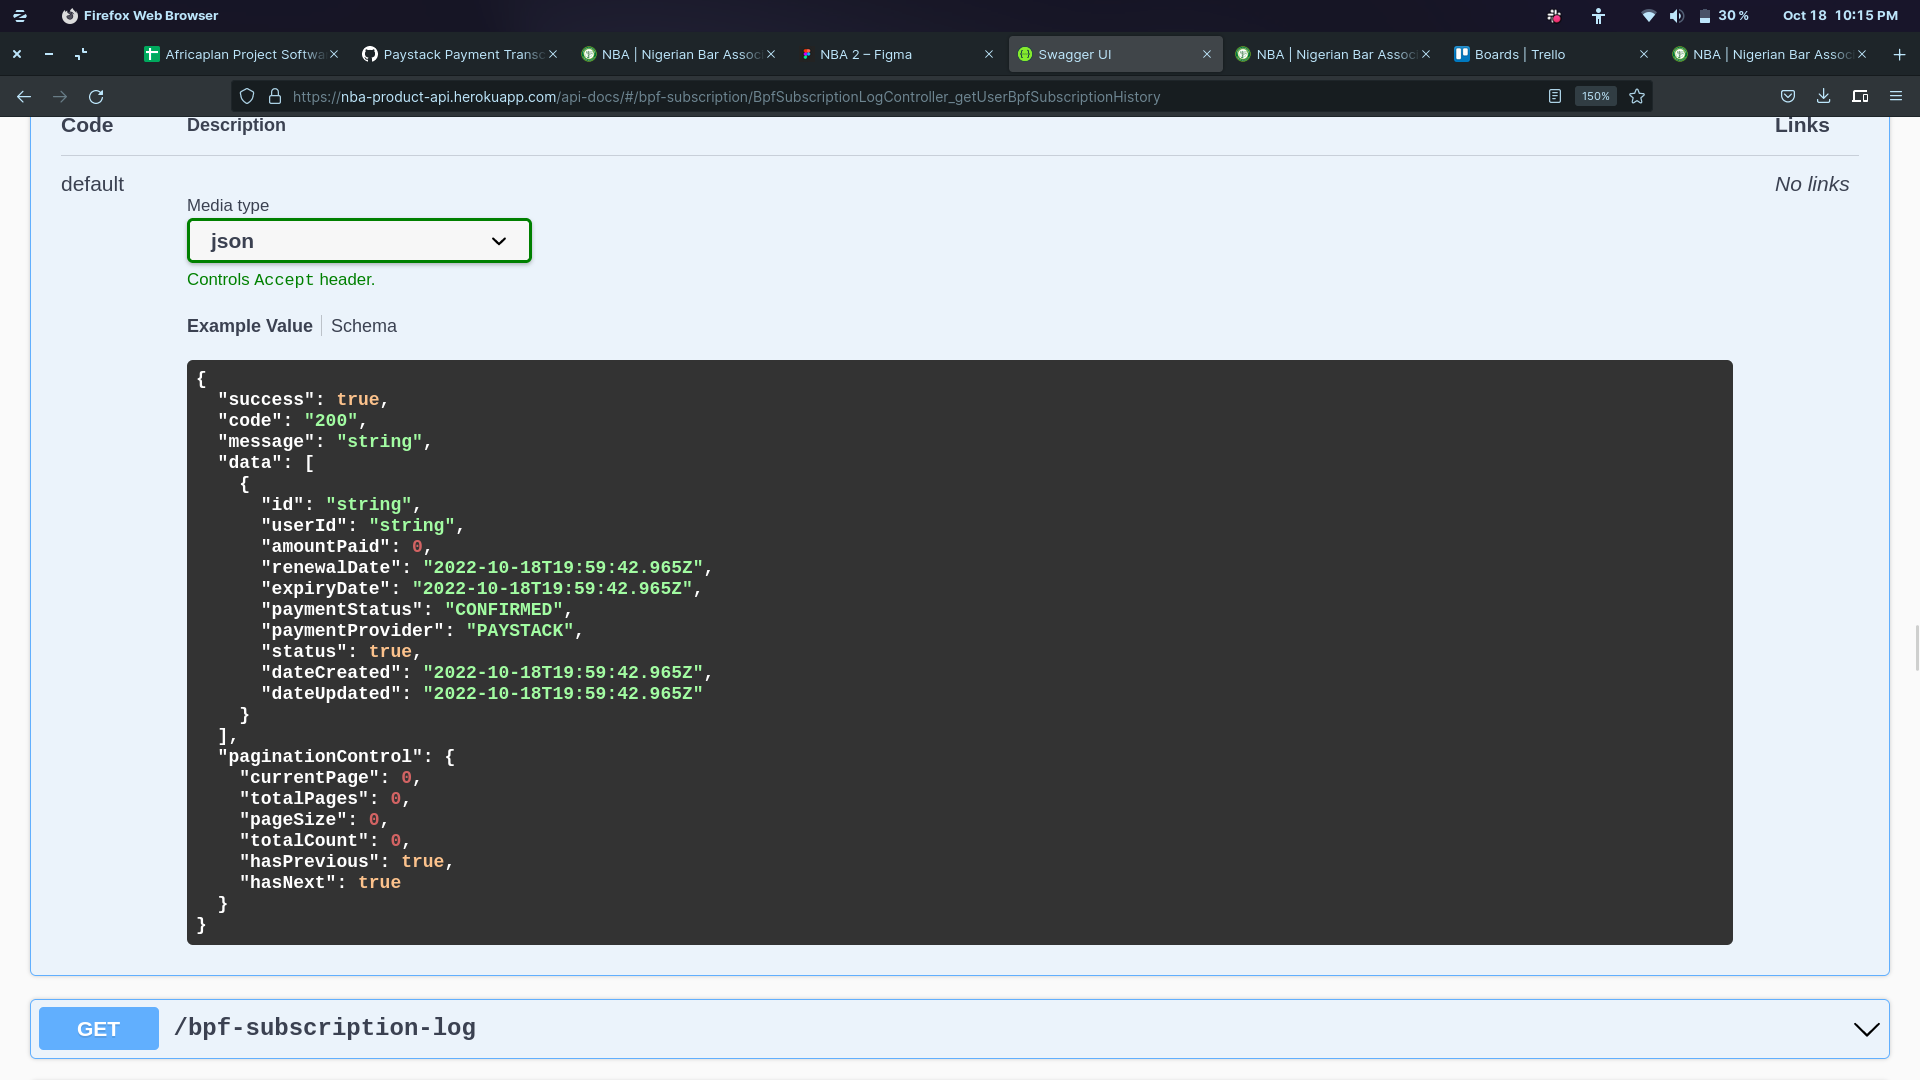 Firefox Web Browser
30 %
Oct 18 10:15 PM
Africaplan Project Softwa
Paystack Payment Transc
NBA | Nigerian Bar Associ
NBA 2 – Figma
Swagger UI
NBA | Nigerian Bar Associ
Boards | Trello
NBA | Nigerian Bar Assoc
https://nba-product-api.herokuapp.com/api-docs/#/bpf-subscription/BpfSubscriptionLogController_getUserBpfSubscriptionHistory
150%
Code
Description
Links
default
No links
Media type
json
Controls Accept header.
Example Value
Schema
{
"success": true,
"code": "200",
"message": "string",
"data": [
{
"id": "string",
"userId": "string",
"amountPaid": 0,
"renewalDate": "2022-10-18T19:59:42.965Z",
"expiryDate": "2022-10-18T19:59:42.965Z",
"paymentStatus": "CONFIRMED",
"paymentProvider": "PAYSTACK",
"status": true,
"dateCreated": "2022-10-18T19:59:42.965Z",
"dateUpdated": "2022-10-18T19:59:42.965Z"
}
],
"paginationControl": {
"currentPage": 0,
"totalPages": 0,
"pageSize": 0,
"totalCount": 0,
"hasPrevious": true,
"hasNext": true
}
}
GET
/bpf-subscription-log